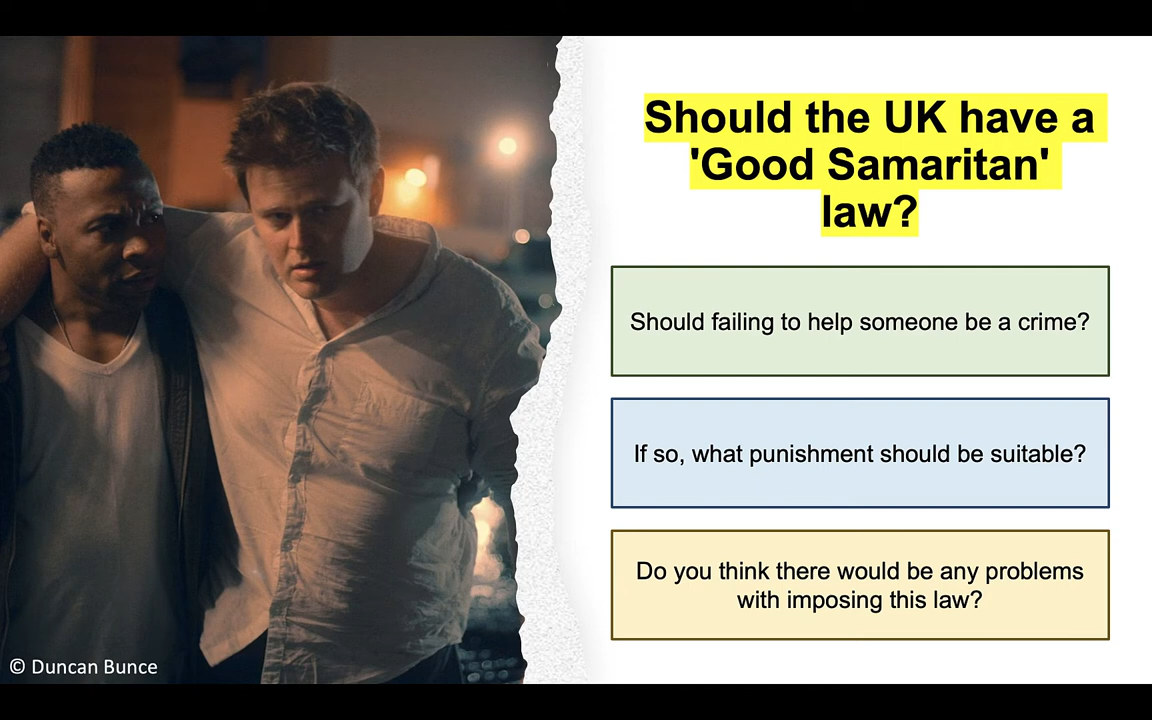 Should the UK have a
'Good Samaritan'
law?
Should failing to help someone be a crime?
If so, what punishment should be suitable?
Do you think there would be any problems
with imposing this law?
© Duncan Bunce